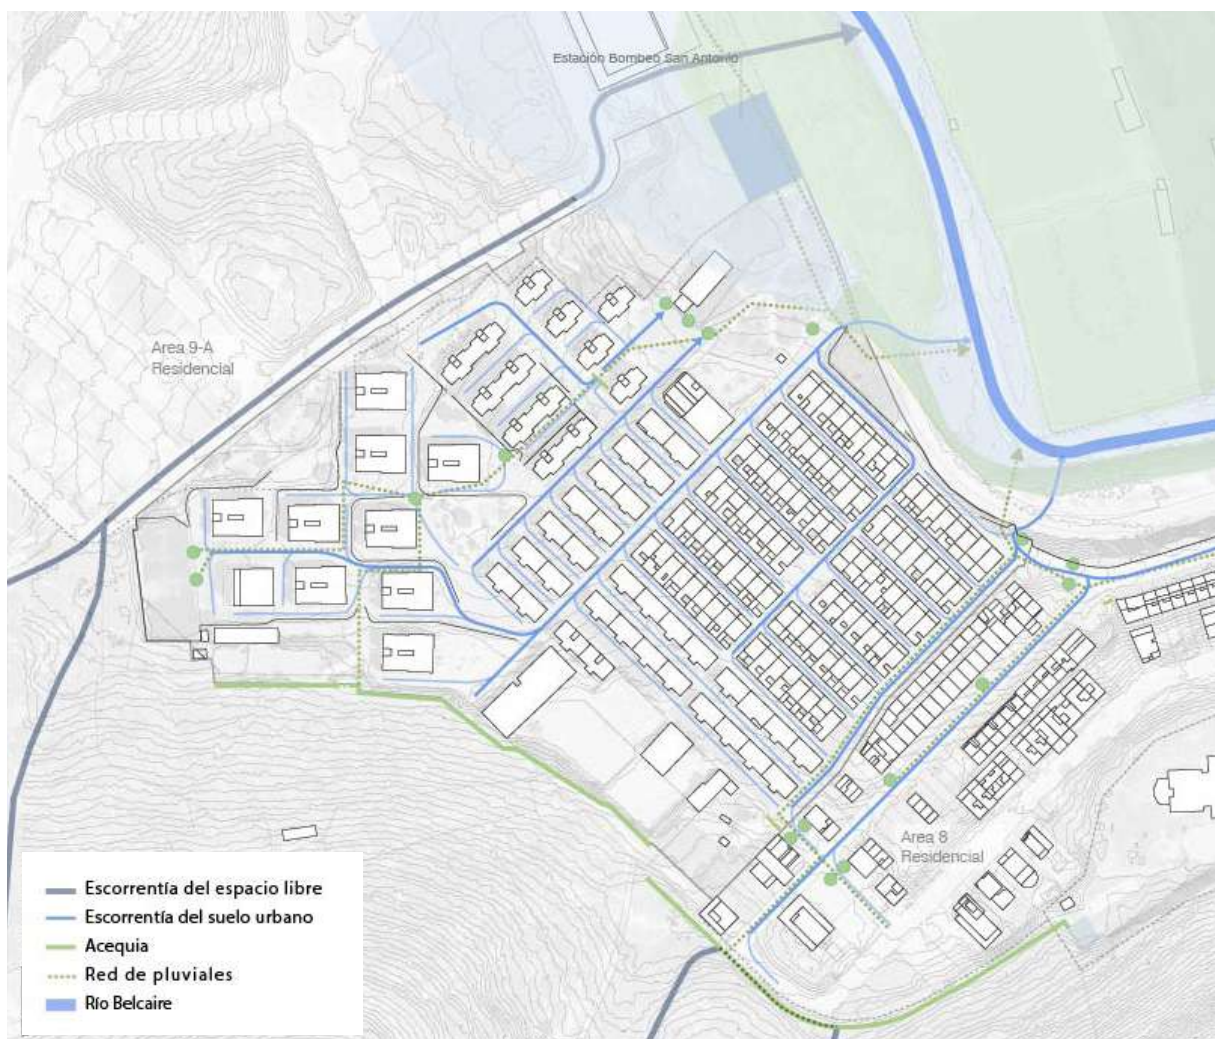 Estación Bombeo San Antonio
Area 9-A
Residencial
Area 8
Residencial
Escorrentía del espacio libre
Escorrentía del suelo urbano
Acequia
Red de pluviales
Río Belcaire